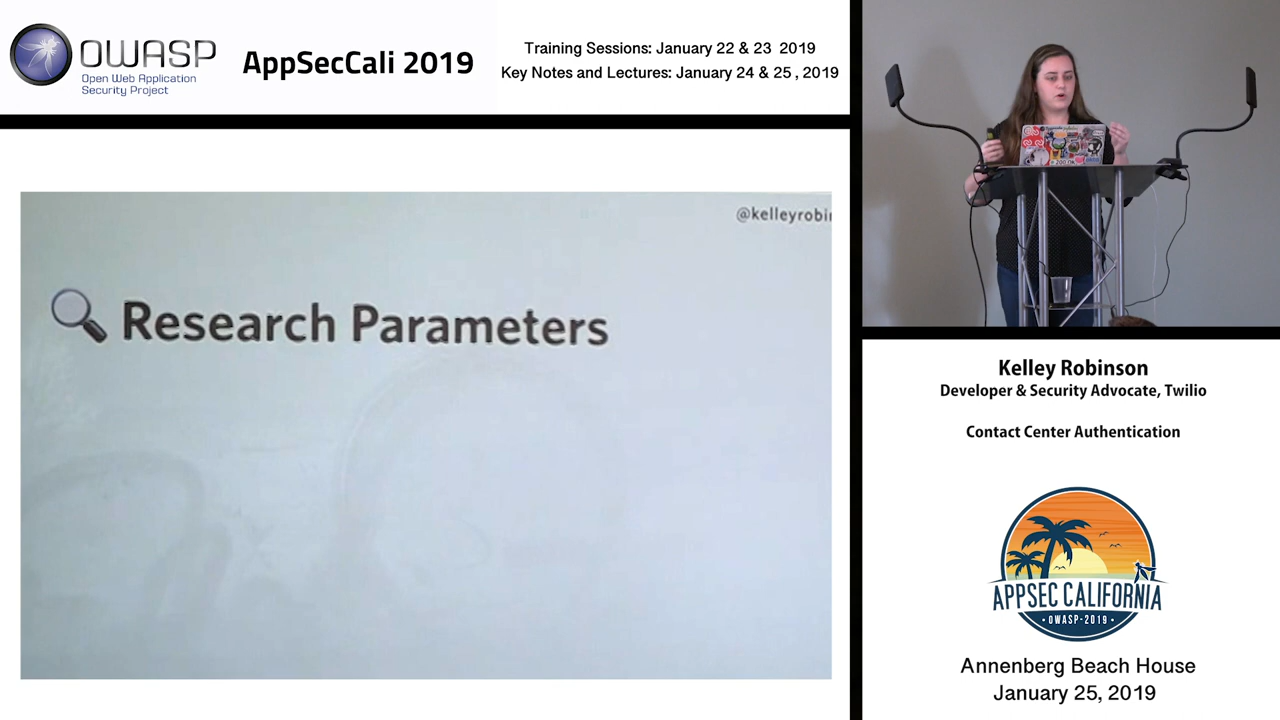 OWASP
Open Web Application
Security Project
AppSecCali 2019
Training Sessions: January 22 & 23 2019
Key Notes and Lectures: January 24 & 25, 2019
@kelleyrobin
Research Parameters
Kelley Robinson
Developer & Security Advocate, Twilio
Contact Center Authentication
APPSEC CALIFORNIA
· OWASP-2019 ·
Annenberg Beach House
January 25, 2019